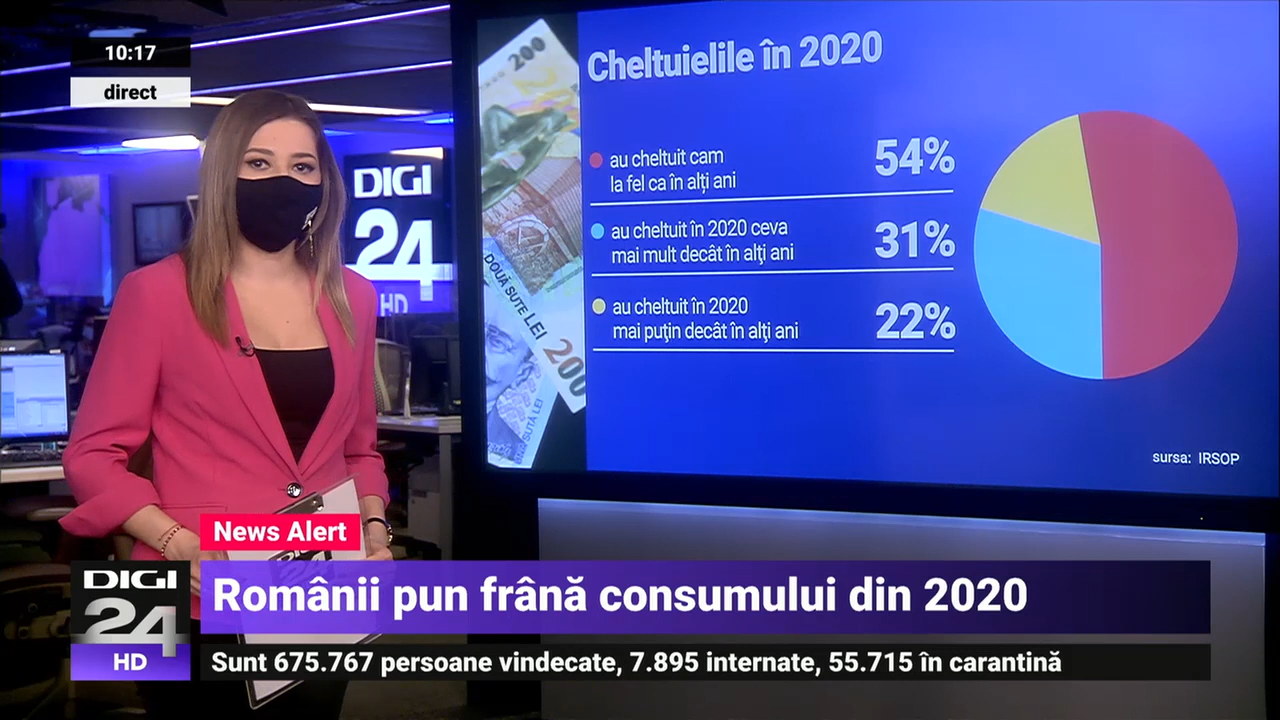 10:17
direct
DIGI
24
HD
200
DOUĂ SUTE LEI
200
SUTĂ LEI
Cheltuielile în 2020
au cheltuit cam
la fel ca în alți ani
54%
au cheltuit în 2020 ceva
mai mult decât în alţi ani
31%
au cheltuit în 2020
mai puţin decât în alţi ani
22%
sursa: IRSOP
News Alert
DIGI
24
HD
Românii pun frână consumului din 2020
Sunt 675.767 persoane vindecate, 7.895 internate, 55.715 în carantină